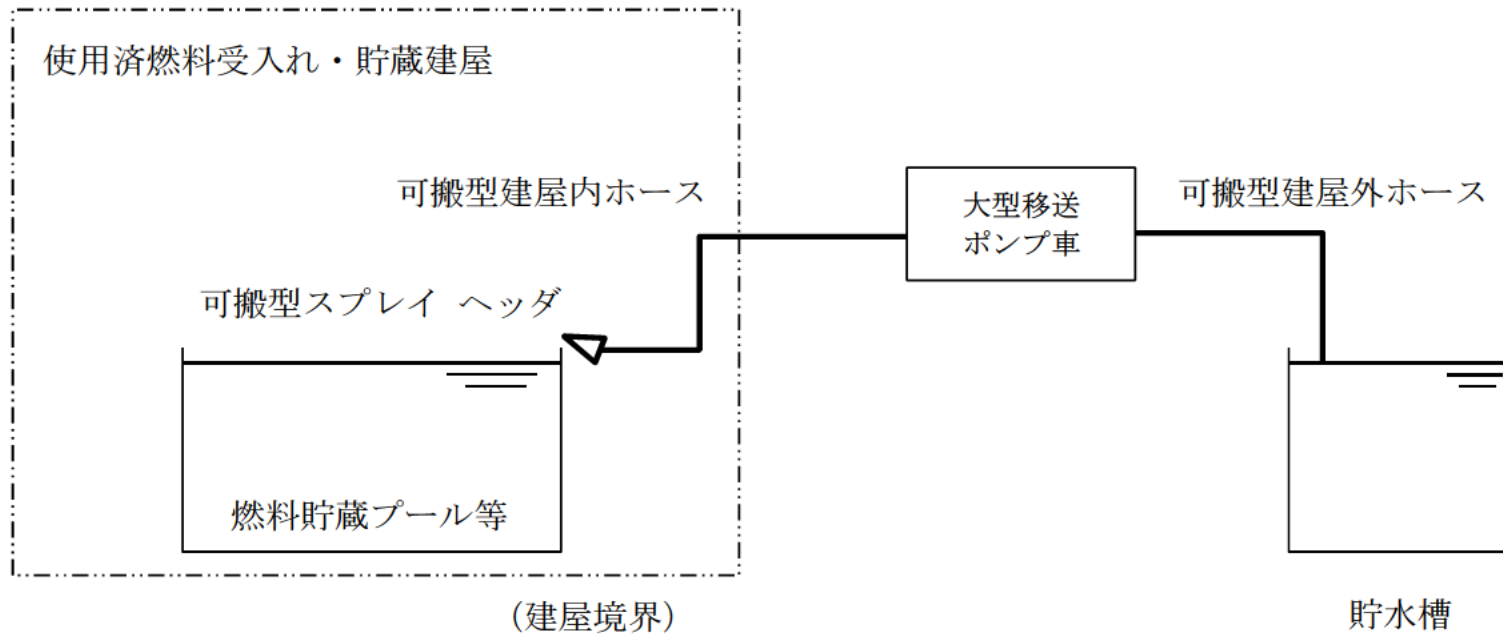 使用済燃料受入れ・貯蔵建屋
可搬型建屋内ホース
大型移送
ポンプ車
可搬型建屋外ホース
可搬型スプレイ ヘッダ
燃料貯蔵プール等
(建屋境界)
貯水槽